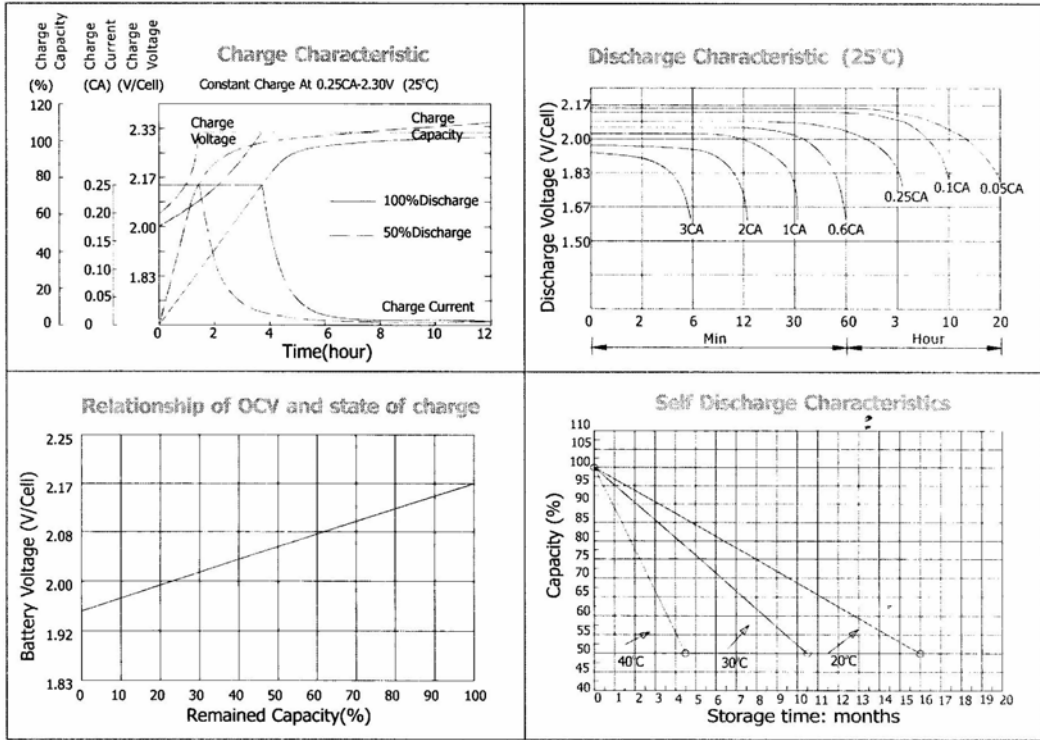 Charge Capacity
Charge Current
Charge Voltage
(%)
(CA)
(V/Cell)
Charge Characteristic
Constant Charge At 0.25CA-2.30V (25°C)
120
100
80
60
40
20
0
0.25
0.20
0.15
0.10
0.05
0
2.33
2.17
2.00
1.83
Charge Voltage
Charge Capacity
100%Discharge
50%Discharge
Charge Current
0 2 4 6 8 10 12
Time(hour)
Discharge Characteristic (25°C)
Discharge Voltage (V/Cell)
2.17
2.00
1.83
1.67
1.50
3CA
2CA
1CA
0.6CA
0.25CA
0.1CA
0.05CA
0 2 6 12 30 60 3 10 20
Min
Hour
Relationship of OCV and state of charge
Battery Voltage (V/Cell)
2.25
2.17
2.08
2.00
1.92
1.83
0 10 20 30 40 50 60 70 80 90 100
Remained Capacity(%)
Self Discharge Characteristics
Capacity (%)
110
105
100
95
90
85
80
75
70
65
60
55
50
45
40
40°C
30°C
20°C
0 1 2 3 4 5 6 7 8 9 10 11 12 13 14 15 16 17 18 19 20
Storage time: months